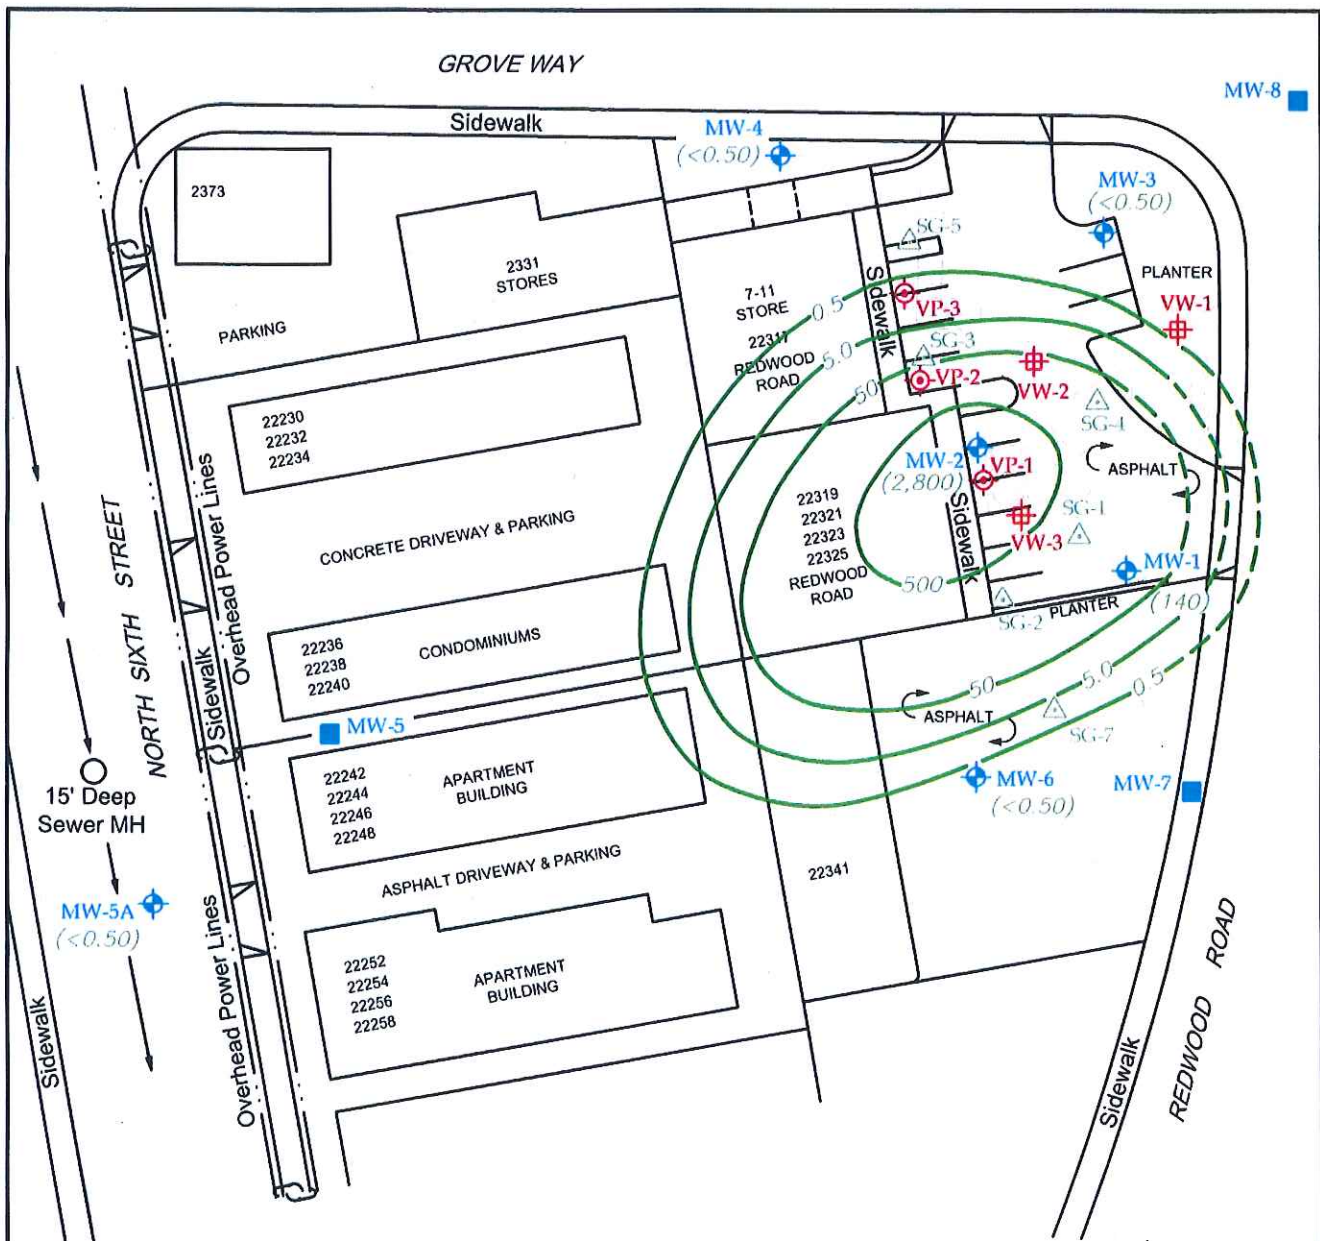 GROVE WAY
MW-8
Sidewalk
MW-4
(<0.50)
2373
MW-3
(<0.50)
SG-5
2331
STORES
PLANTER
7-11
STORE
22317
REDWOOD
ROAD
Sidewalk
0.5
VP-3
VW-1
PARKING
5.0
SG-3
50
VP-2
VW-2
SG-4
22230
22232
22234
MW-2
(2,800)
VP-1
ASPHALT
NORTH SIXTH STREET
Overhead Power Lines
CONCRETE DRIVEWAY & PARKING
22319
22321
22323
22325
REDWOOD
ROAD
Sidewalk
SG-1
VW-3
MW-1
(140)
500
SG-2
PLANTER
22236
22238
22240
CONDOMINIUMS
Sidewalk
50
5.0
0.5
ASPHALT
SG-7
MW-5
22242
22244
22246
22248
APARTMENT
BUILDING
MW-6
(<0.50)
MW-7
15' Deep
Sewer MH
ASPHALT DRIVEWAY & PARKING
22341
MW-5A
(<0.50)
Overhead Power Lines
22252
22254
22256
22258
APARTMENT
BUILDING
Sidewalk
Sidewalk
REDWOOD ROAD